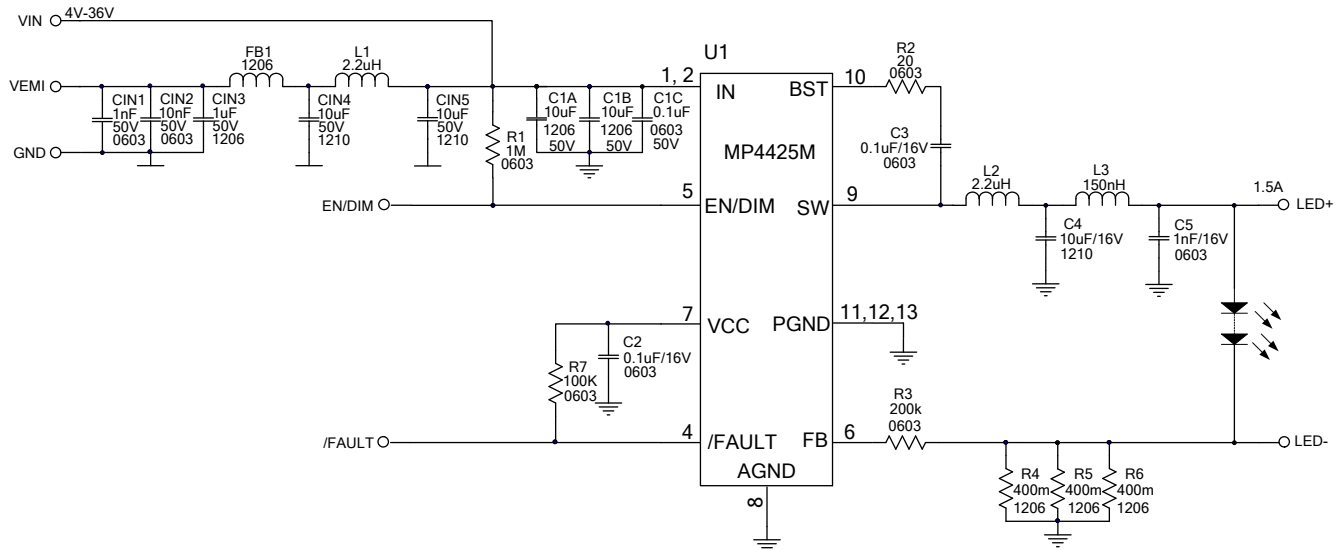 VIN
4V-36V
VEMI
GND
CIN1
1nF
50V
0603
CIN2
10nF
50V
0603
CIN3
1uF
50V
1206
FB1
1206
CIN4
10uF
50V
1210
L1
2.2uH
CIN5
10uF
50V
1210
R1
1M
0603
C1A
10uF
1206
50V
C1B
10uF
1206
50V
C1C
0.1uF
0603
50V
EN/DIM
U1
1, 2
IN
BST
10
MP4425M
5
EN/DIM
SW
9
7
VCC
PGND
11,12,13
4
/FAULT
FB
6
AGND
8
R2
20
0603
C3
0.1uF/16V
0603
L2
2.2uH
L3
150nH
1.5A
LED+
C4
10uF/16V
1210
C5
1nF/16V
0603
C2
0.1uF/16V
0603
R7
100K
0603
/FAULT
R3
200k
0603
LED-
R4
400m
1206
R5
400m
1206
R6
400m
1206